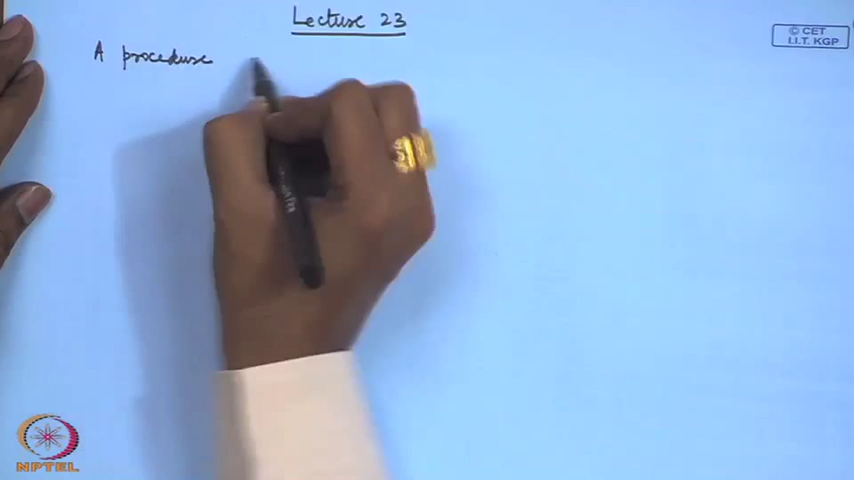 Lecture 23
© CET
I.I.T. KGP
A procedure
NPTEL